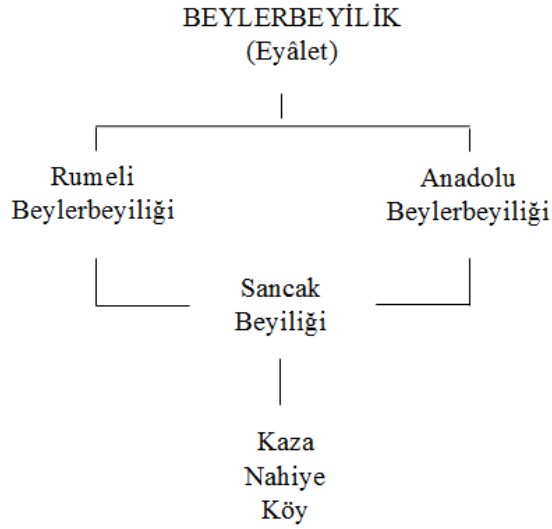 BEYLERBEYİLİK
(Eyâlet)
Rumeli
Beylerbeyiliği
Anadolu
Beylerbeyiliği
Sancak
Beyiliği
Kaza
Nahiye
Köy